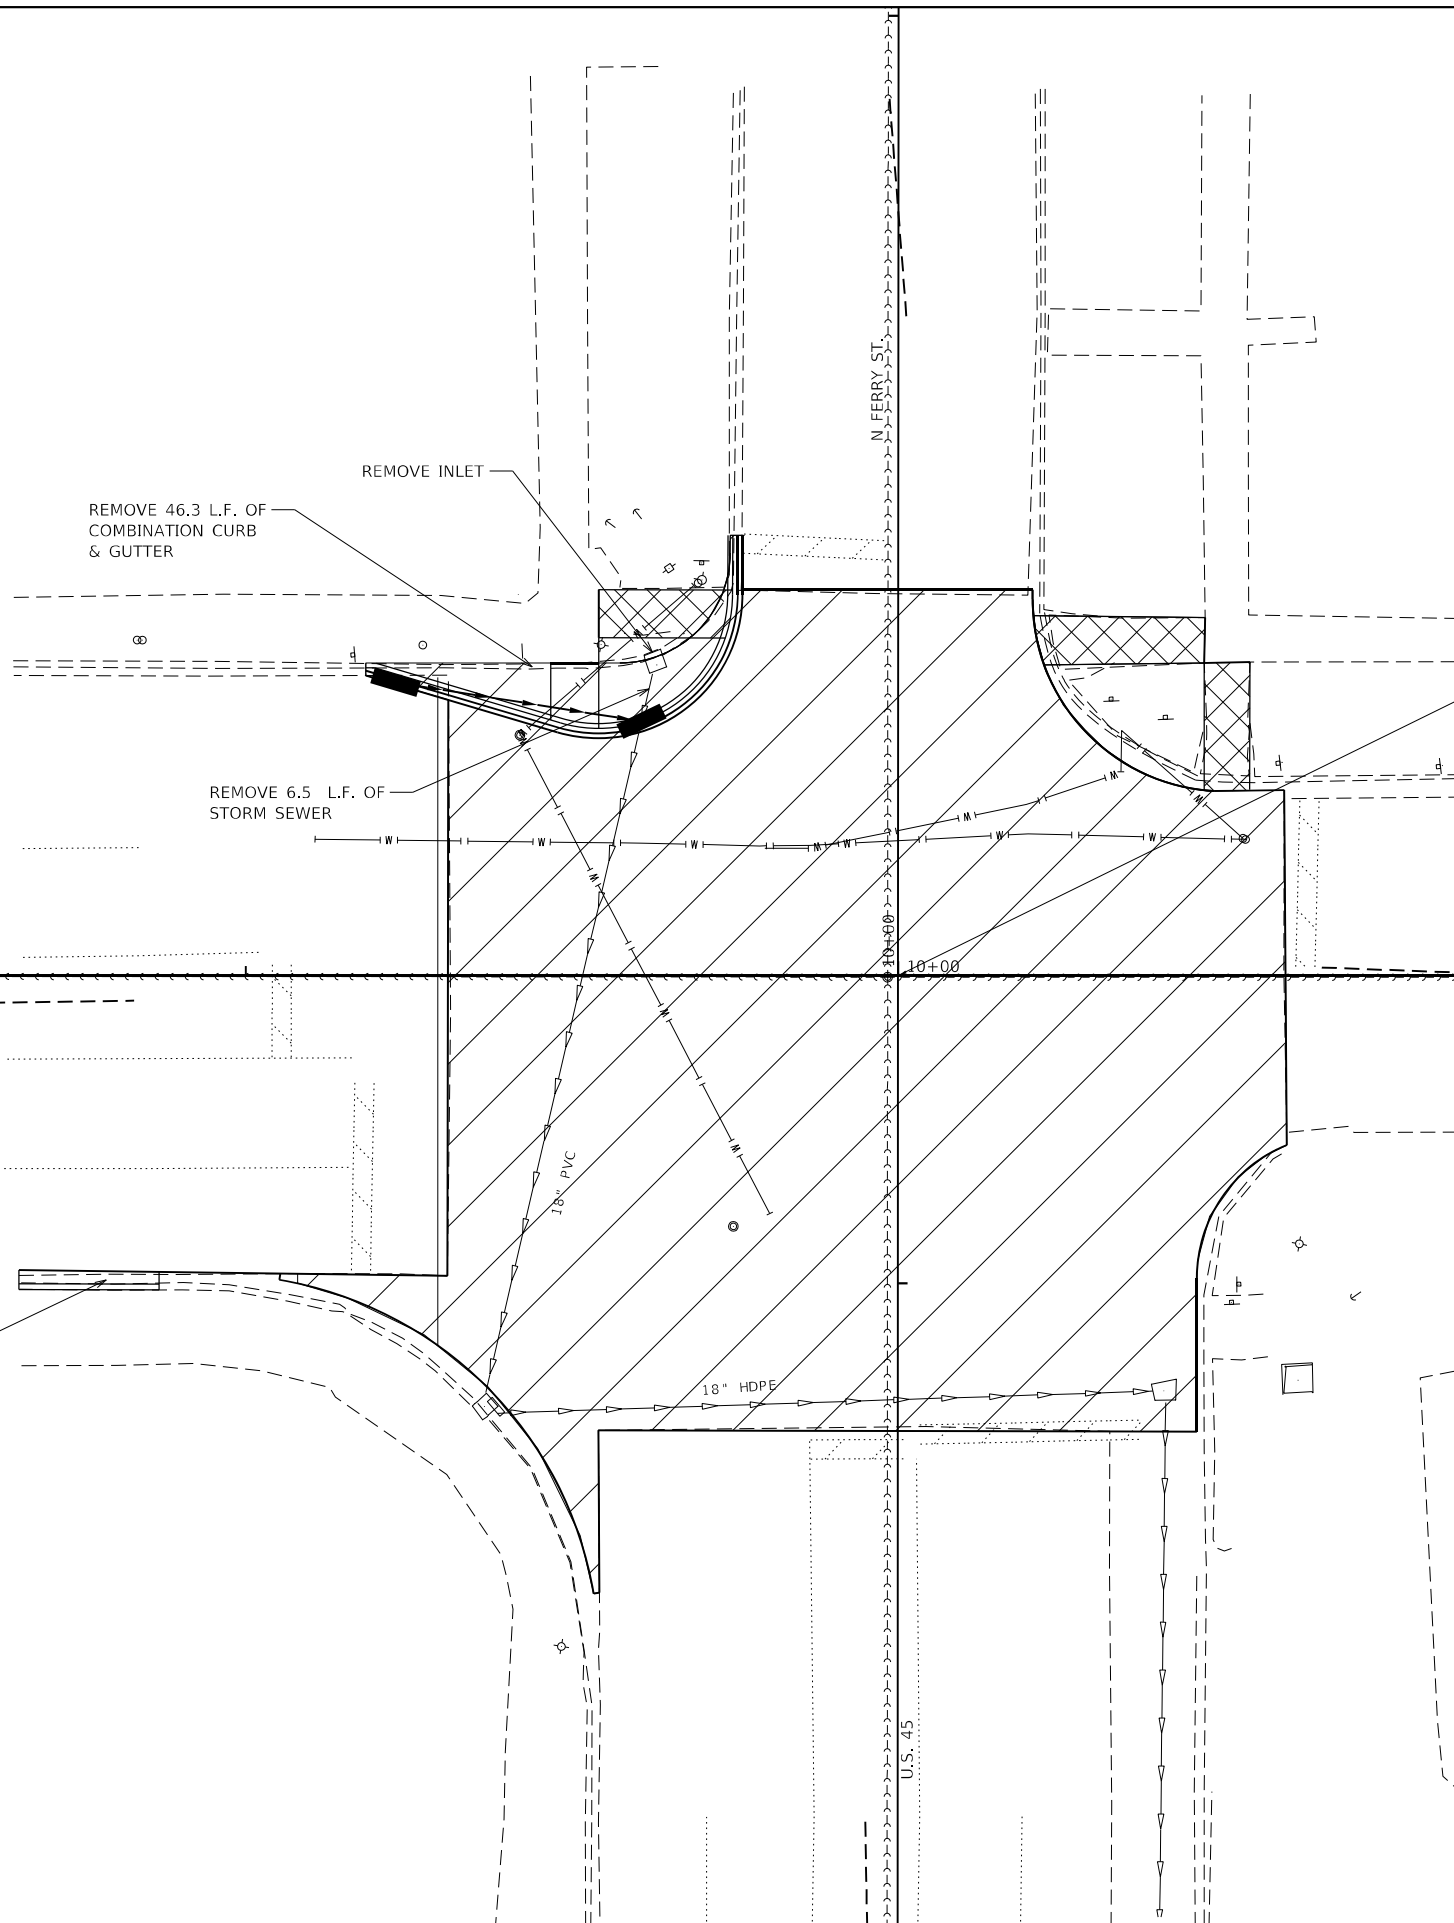 N FERRY ST.
REMOVE INLET
REMOVE 46.3 L.F. OF
COMBINATION CURB
& GUTTER
REMOVE 6.5 L.F. OF
STORM SEWER
W
W
W
W
W
W
W
W
W
W
W
W
W
W
10+00
10+00
18" PVC
18" HDPE
U.S. 45